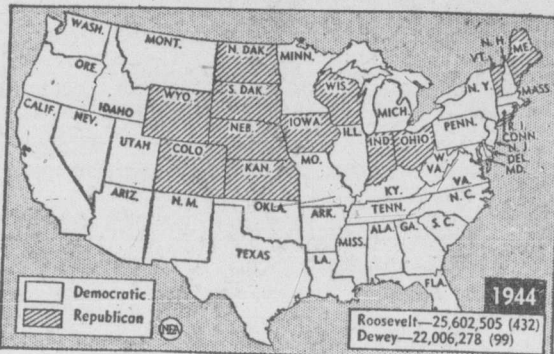 WASH.
MONT.
N. DAK.
MINN.
N. H.
ME.
VT.
ORE.
IDAHO
WYO.
S. DAK.
WIS.
MICH
N. Y.
MASS.
CALIF.
NEV.
UTAH
COLO
NEB.
IOWA
ILL.
IND.
OHIO
PENN.
R. I.
CONN.
N. J.
DEL.
MD.
KAN.
MO.
W.
VA.
KY.
VA.
ARIZ.
N. M.
OKLA.
ARK.
TENN.
N. C.
TEXAS
LA.
MISS.
ALA.
GA.
S. C.
FLA.
Democratic
Republican
NEA
1944
Roosevelt—25,602,505 (432)
Dewey—22,006,278 (99)